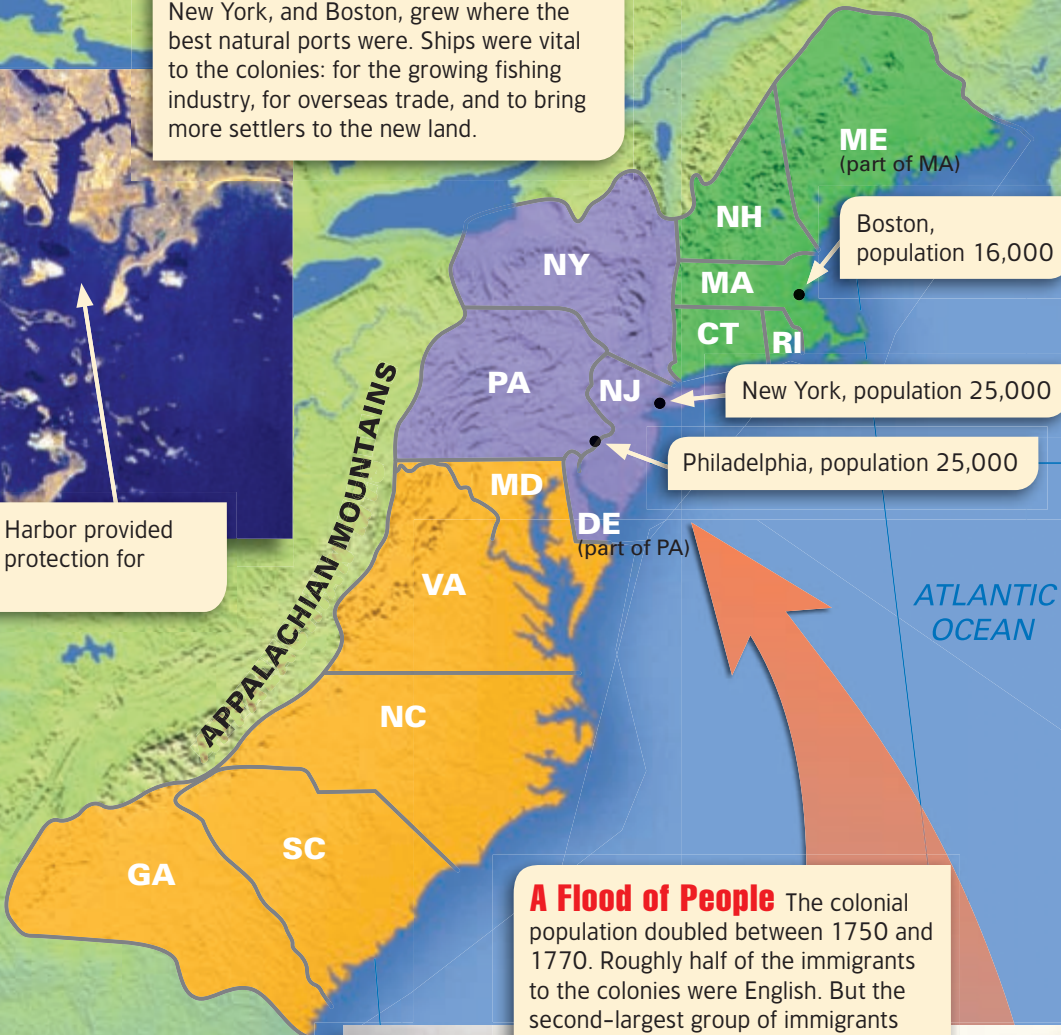 New York, and Boston, grew where the
best natural ports were. Ships were vital
to the colonies: for the growing fishing
industry, for overseas trade, and to bring
more settlers to the new land.
ME
(part of MA)
NH
Boston,
population 16,000
NY
MA
CT
RI
PA
NJ
New York, population 25,000
Philadelphia, population 25,000
MD
DE
(part of PA)
Harbor provided
protection for
APPALACHIAN MOUNTAINS
VA
ATLANTIC
OCEAN
NC
SC
GA
A Flood of People The colonial
population doubled between 1750 and
1770. Roughly half of the immigrants
to the colonies were English. But the
second-largest group of immigrants